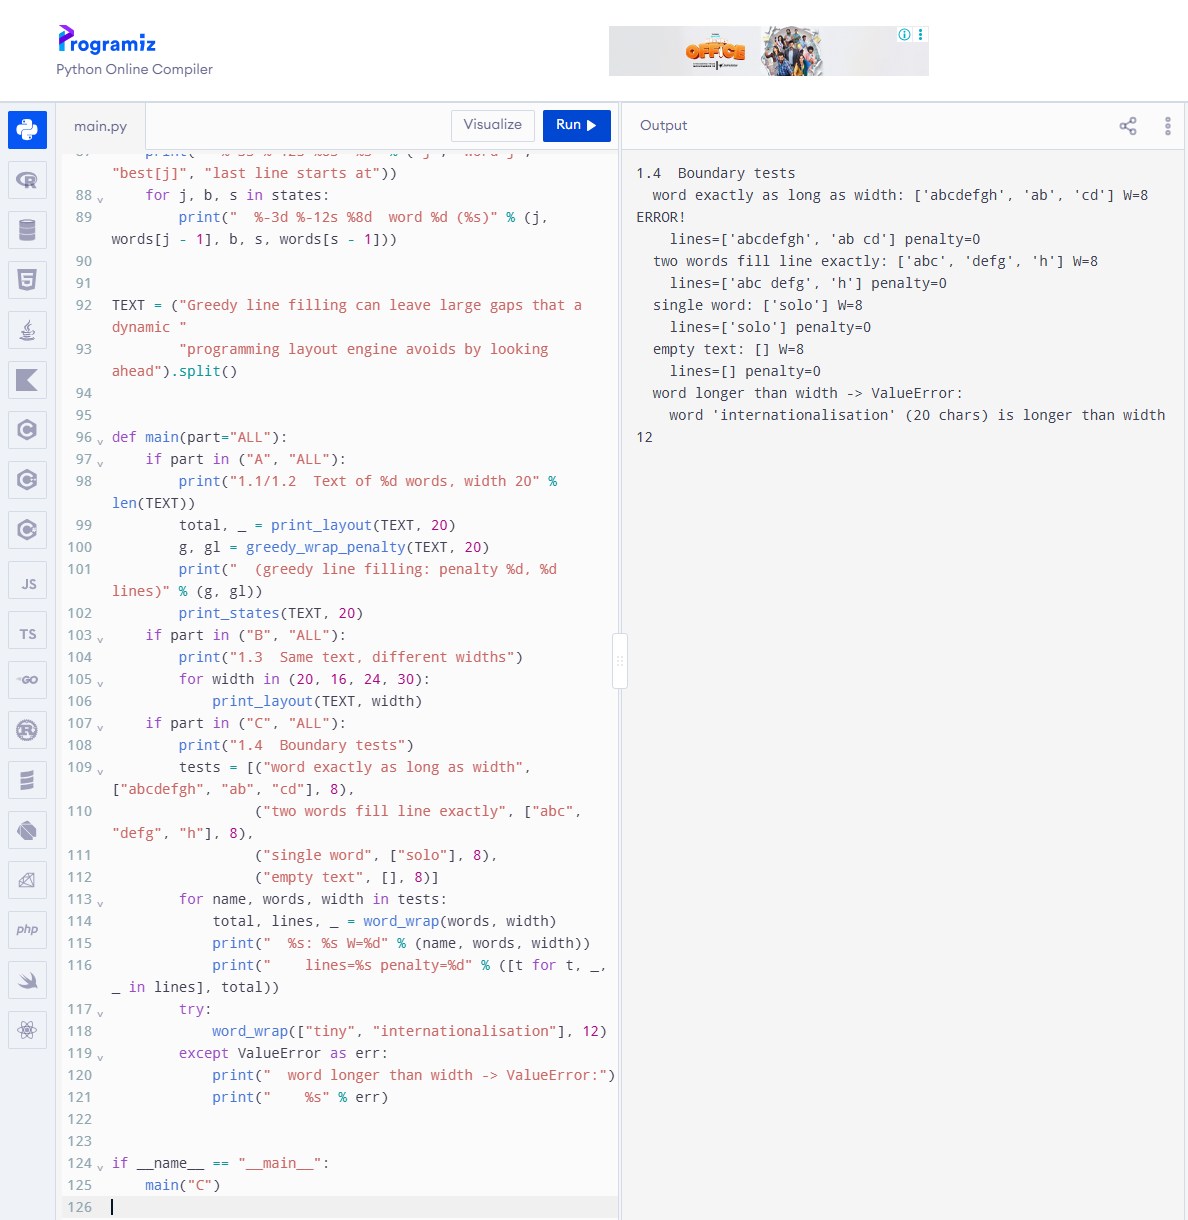 Programiz
Python Online Compiler
OFFICE
main.py
Visualize
Run
Output
JS
TS
GO
php
"best[j]", "last line starts at"))
88     for j, b, s in states:
89         print("  %-3d %-12s %8d  word %d (%s)" % (j,
words[j - 1], b, s, words[s - 1]))
90
91
92 TEXT = ("Greedy line filling can leave large gaps that a
dynamic "
93         "programming layout engine avoids by looking
ahead").split()
94
95
96 def main(part="ALL"):
97     if part in ("A", "ALL"):
98         print("1.1/1.2  Text of %d words, width 20" %
len(TEXT))
99         total, _ = print_layout(TEXT, 20)
100         g, gl = greedy_wrap_penalty(TEXT, 20)
101         print("  (greedy line filling: penalty %d, %d
lines)" % (g, gl))
102         print_states(TEXT, 20)
103     if part in ("B", "ALL"):
104         print("1.3  Same text, different widths")
105         for width in (20, 16, 24, 30):
106             print_layout(TEXT, width)
107     if part in ("C", "ALL"):
108         print("1.4  Boundary tests")
109         tests = [("word exactly as long as width",
["abcdefgh", "ab", "cd"], 8),
110                  ("two words fill line exactly", ["abc",
"defg", "h"], 8),
111                  ("single word", ["solo"], 8),
112                  ("empty text", [], 8)]
113         for name, words, width in tests:
114             total, lines, _ = word_wrap(words, width)
115             print("  %s: %s W=%d" % (name, words, width))
116             print("    lines=%s penalty=%d" % ([t for t, _,
_ in lines], total))
117         try:
118             word_wrap(["tiny", "internationalisation"], 12)
119         except ValueError as err:
120             print("  word longer than width -> ValueError:")
121             print("    %s" % err)
122
123
124 if __name__ == "__main__":
125     main("C")
126
1.4  Boundary tests
  word exactly as long as width: ['abcdefgh', 'ab', 'cd'] W=8
ERROR!
    lines=['abcdefgh', 'ab cd'] penalty=0
  two words fill line exactly: ['abc', 'defg', 'h'] W=8
    lines=['abc defg', 'h'] penalty=0
  single word: ['solo'] W=8
    lines=['solo'] penalty=0
  empty text: [] W=8
    lines=[] penalty=0
  word longer than width -> ValueError:
    word 'internationalisation' (20 chars) is longer than width
12